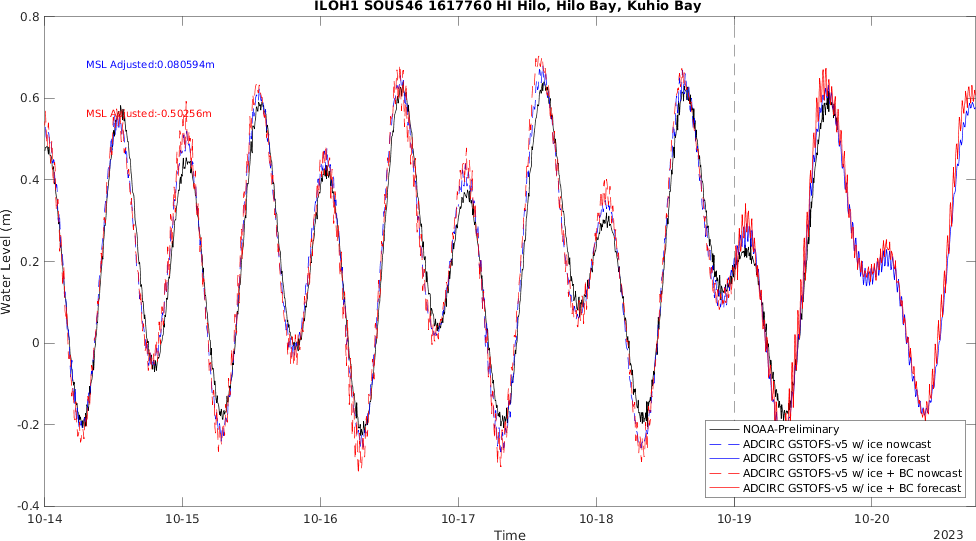 ILOH1 SOUS46 1617760 HI Hilo, Hilo Bay, Kuhio Bay
0.8
0.6
0.4
0.2
0
-0.2
-0.4
Water Level (m)
MSL Adjusted:0.080594m
MSL Adjusted:-0.50256m
NOAA-Preliminary
ADCIRC GSTOFS-v5 w/ ice nowcast
ADCIRC GSTOFS-v5 w/ ice forecast
ADCIRC GSTOFS-v5 w/ ice + BC nowcast
ADCIRC GSTOFS-v5 w/ ice + BC forecast
10-14 10-15 10-16 10-17 10-18 10-19 10-20
Time
2023